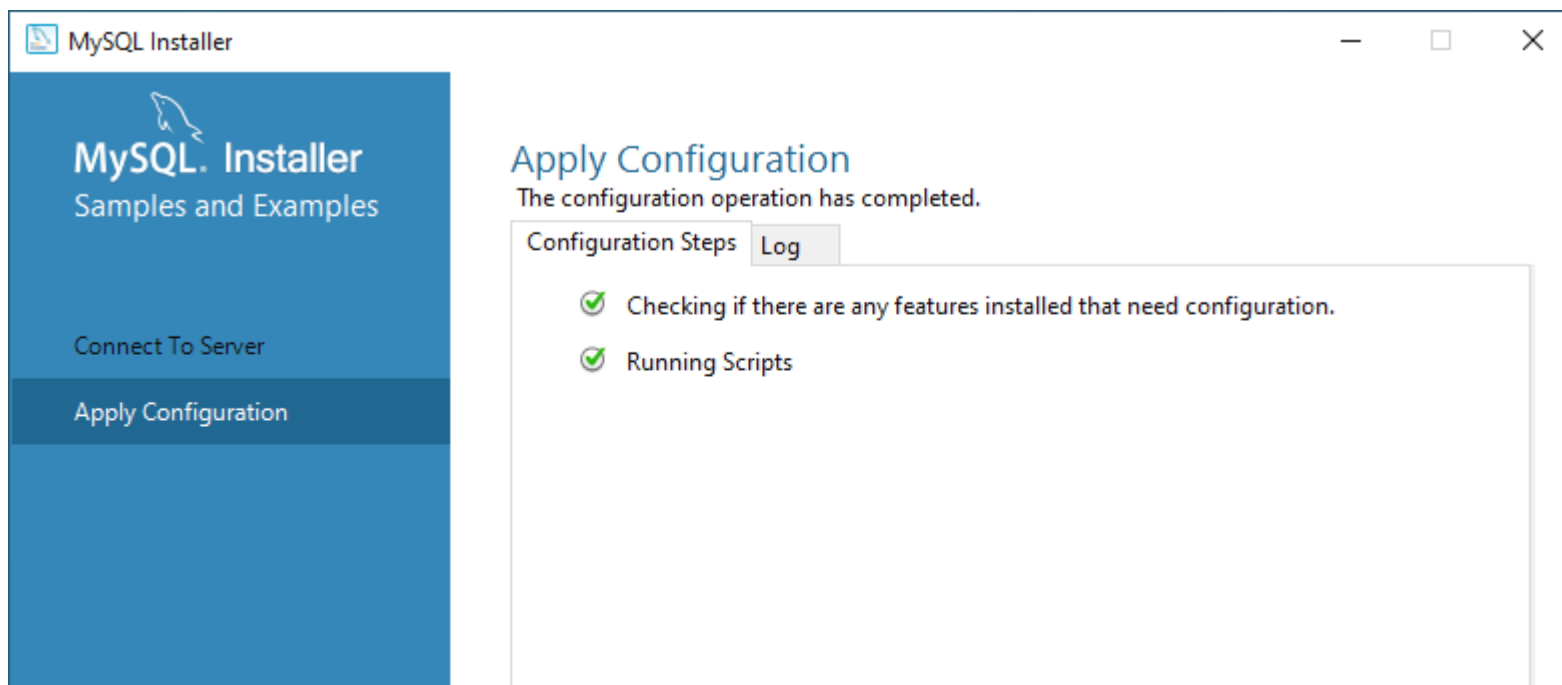 MySQL Installer
MySQL. Installer
Samples and Examples
Connect To Server
Apply Configuration
Apply Configuration
The configuration operation has completed.
Configuration Steps
Log
Checking if there are any features installed that need configuration.
Running Scripts